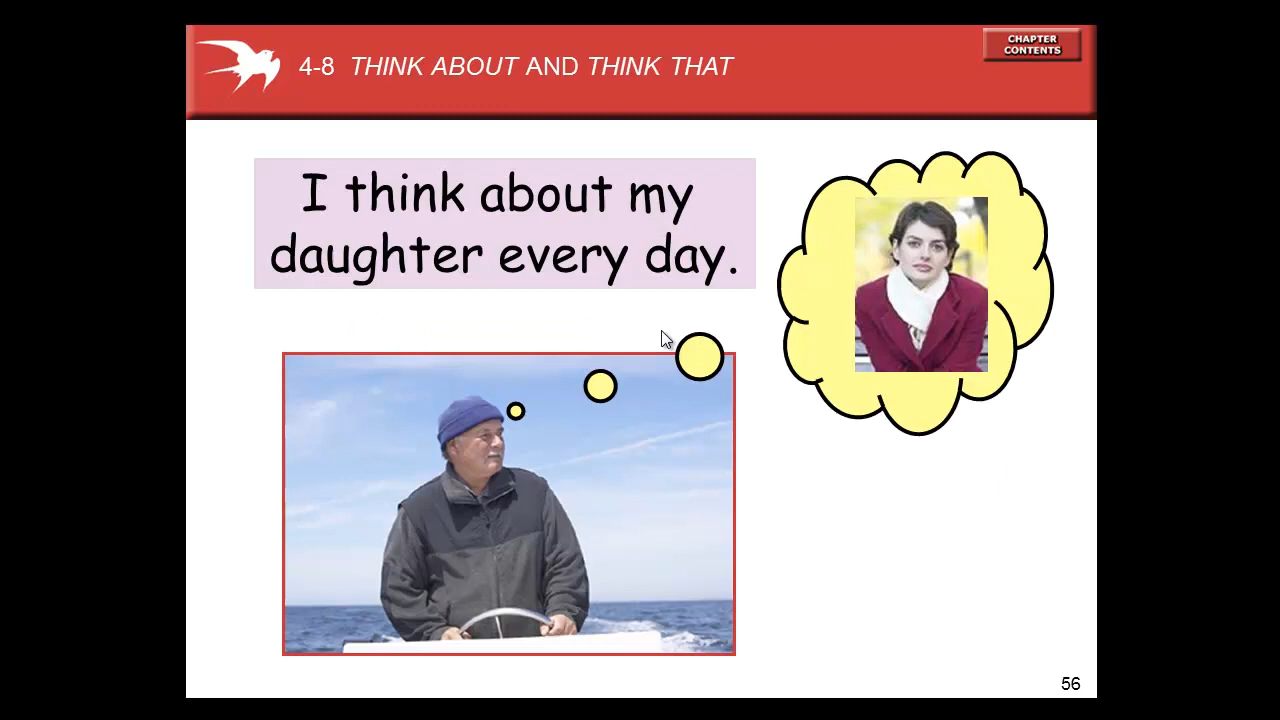 CHAPTER
CONTENTS
4-8 THINK ABOUT AND THINK THAT
I think about my
daughter every day.
56